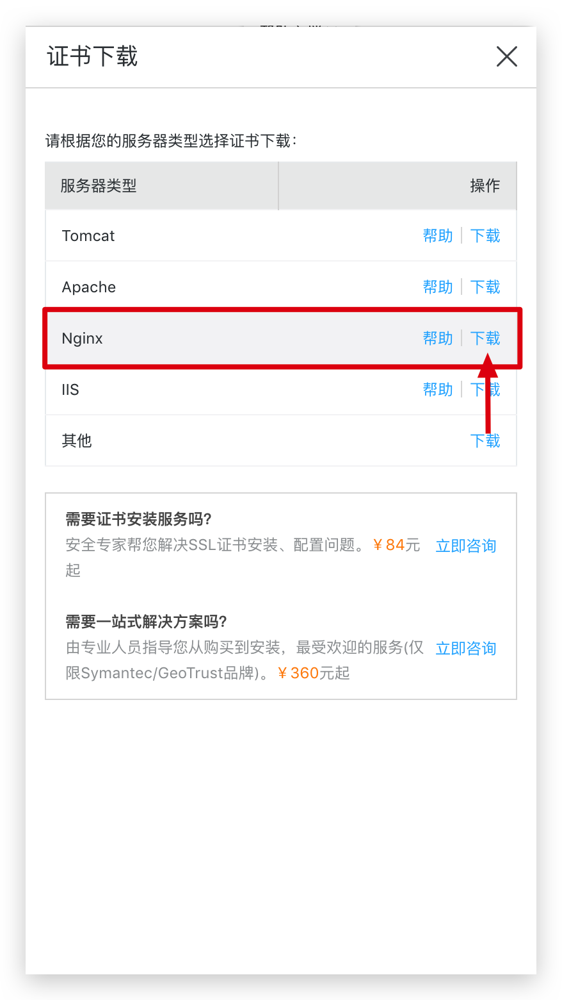 证书下载
请根据您的服务器类型选择证书下载：
服务器类型 操作
Tomcat 帮助 下载
Apache 帮助 下载
Nginx 帮助 下载
IIS 帮助 下载
其他 下载
需要证书安装服务吗?
安全专家帮您解决SSL证书安装、配置问题。￥84元 立即咨询
起
需要一站式解决方案吗?
由专业人员指导您从购买到安装，最受欢迎的服务(仅 立即咨询
限Symantec/GeoTrust品牌)。￥360元起